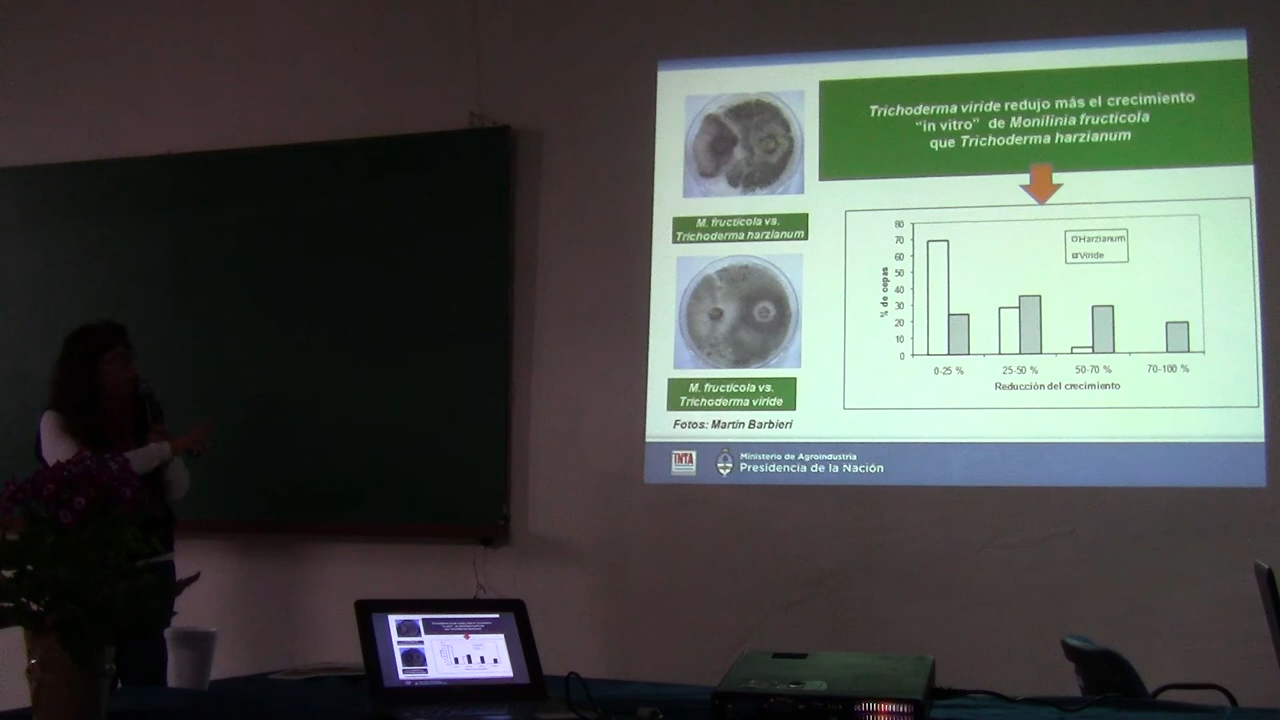 Trichoderma viride redujo más el crecimiento
"in vitro" de Monilinia fructicola
que Trichoderma harzianum
M. fructicola vs.
Trichoderma harzianum
M. fructicola vs.
Trichoderma viride
Fotos: Martín Barbieri
% de cepas
80
70
60
50
40
30
20
10
0
Harzianum
Viride
0-25 %
25-50 %
50-70 %
70-100 %
Reducción del crecimiento
INTA
Ministerio de Agroindustria
Presidencia de la Nación